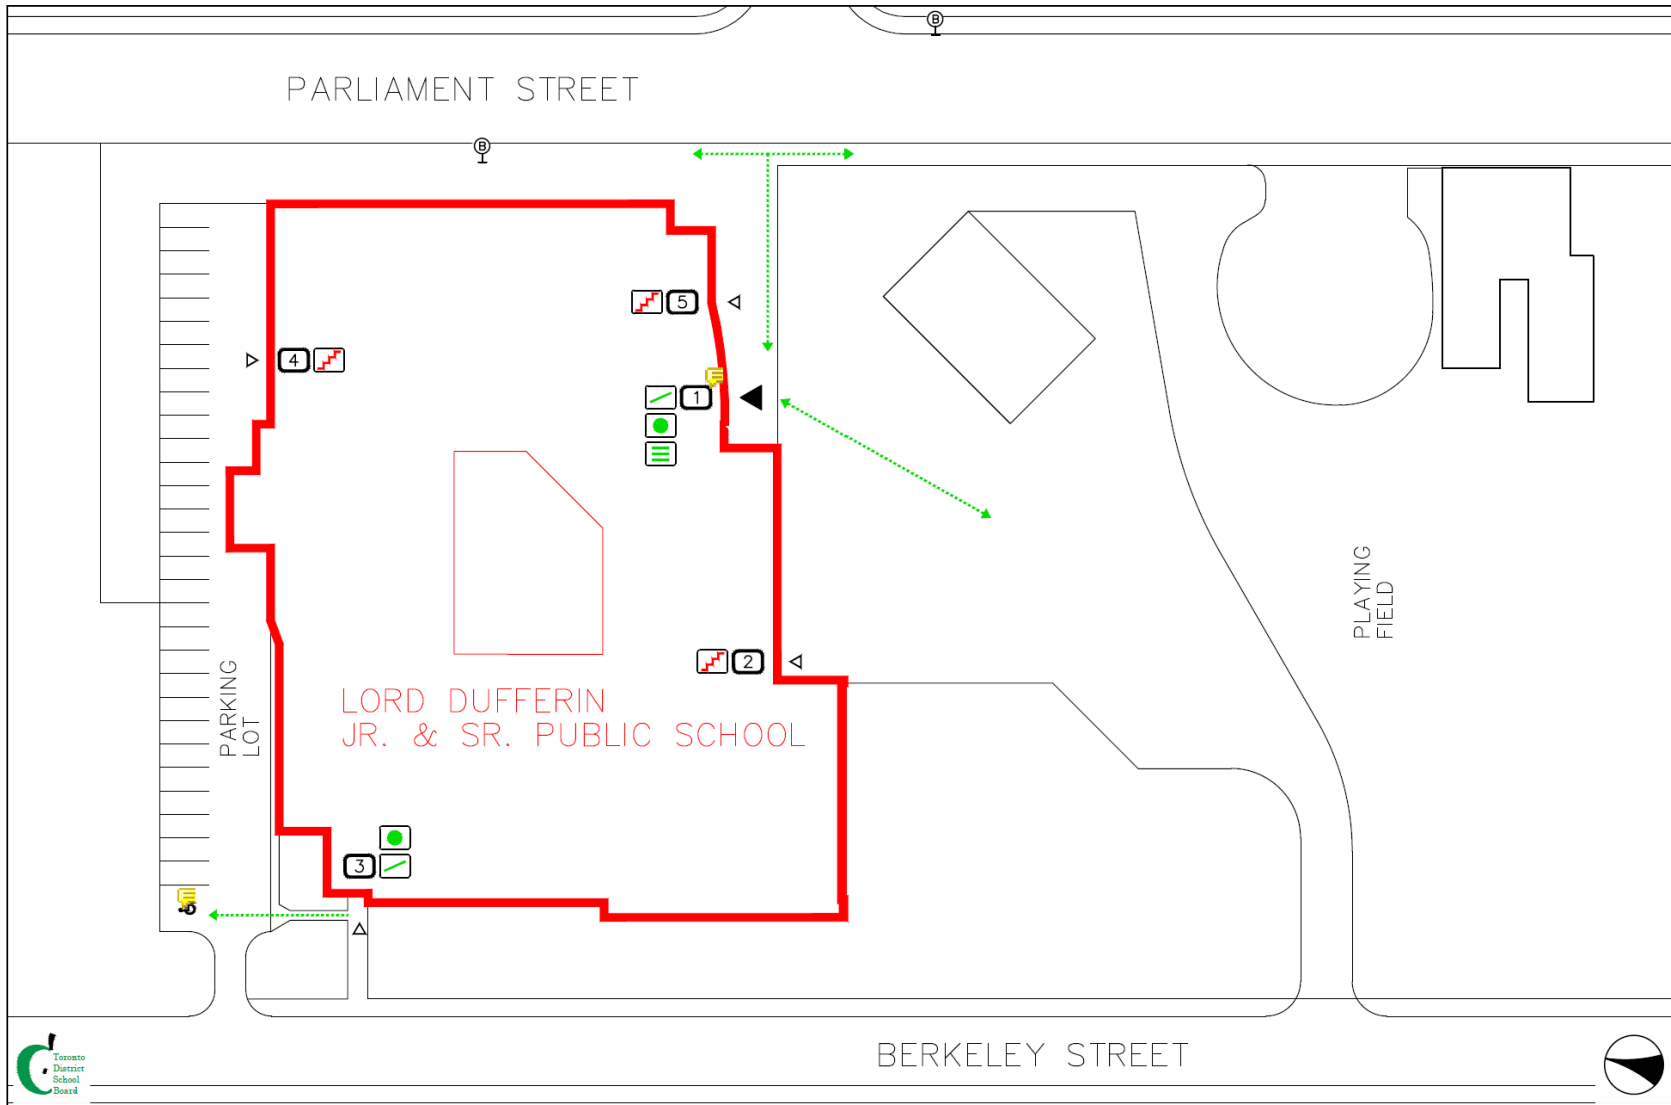 B
PARLIAMENT STREET
B
5
4
1
PLAYING
FIELD
2
PARKING
LOT
LORD DUFFERIN
JR. & SR. PUBLIC SCHOOL
3
Toronto
District
School
Board
BERKELEY STREET